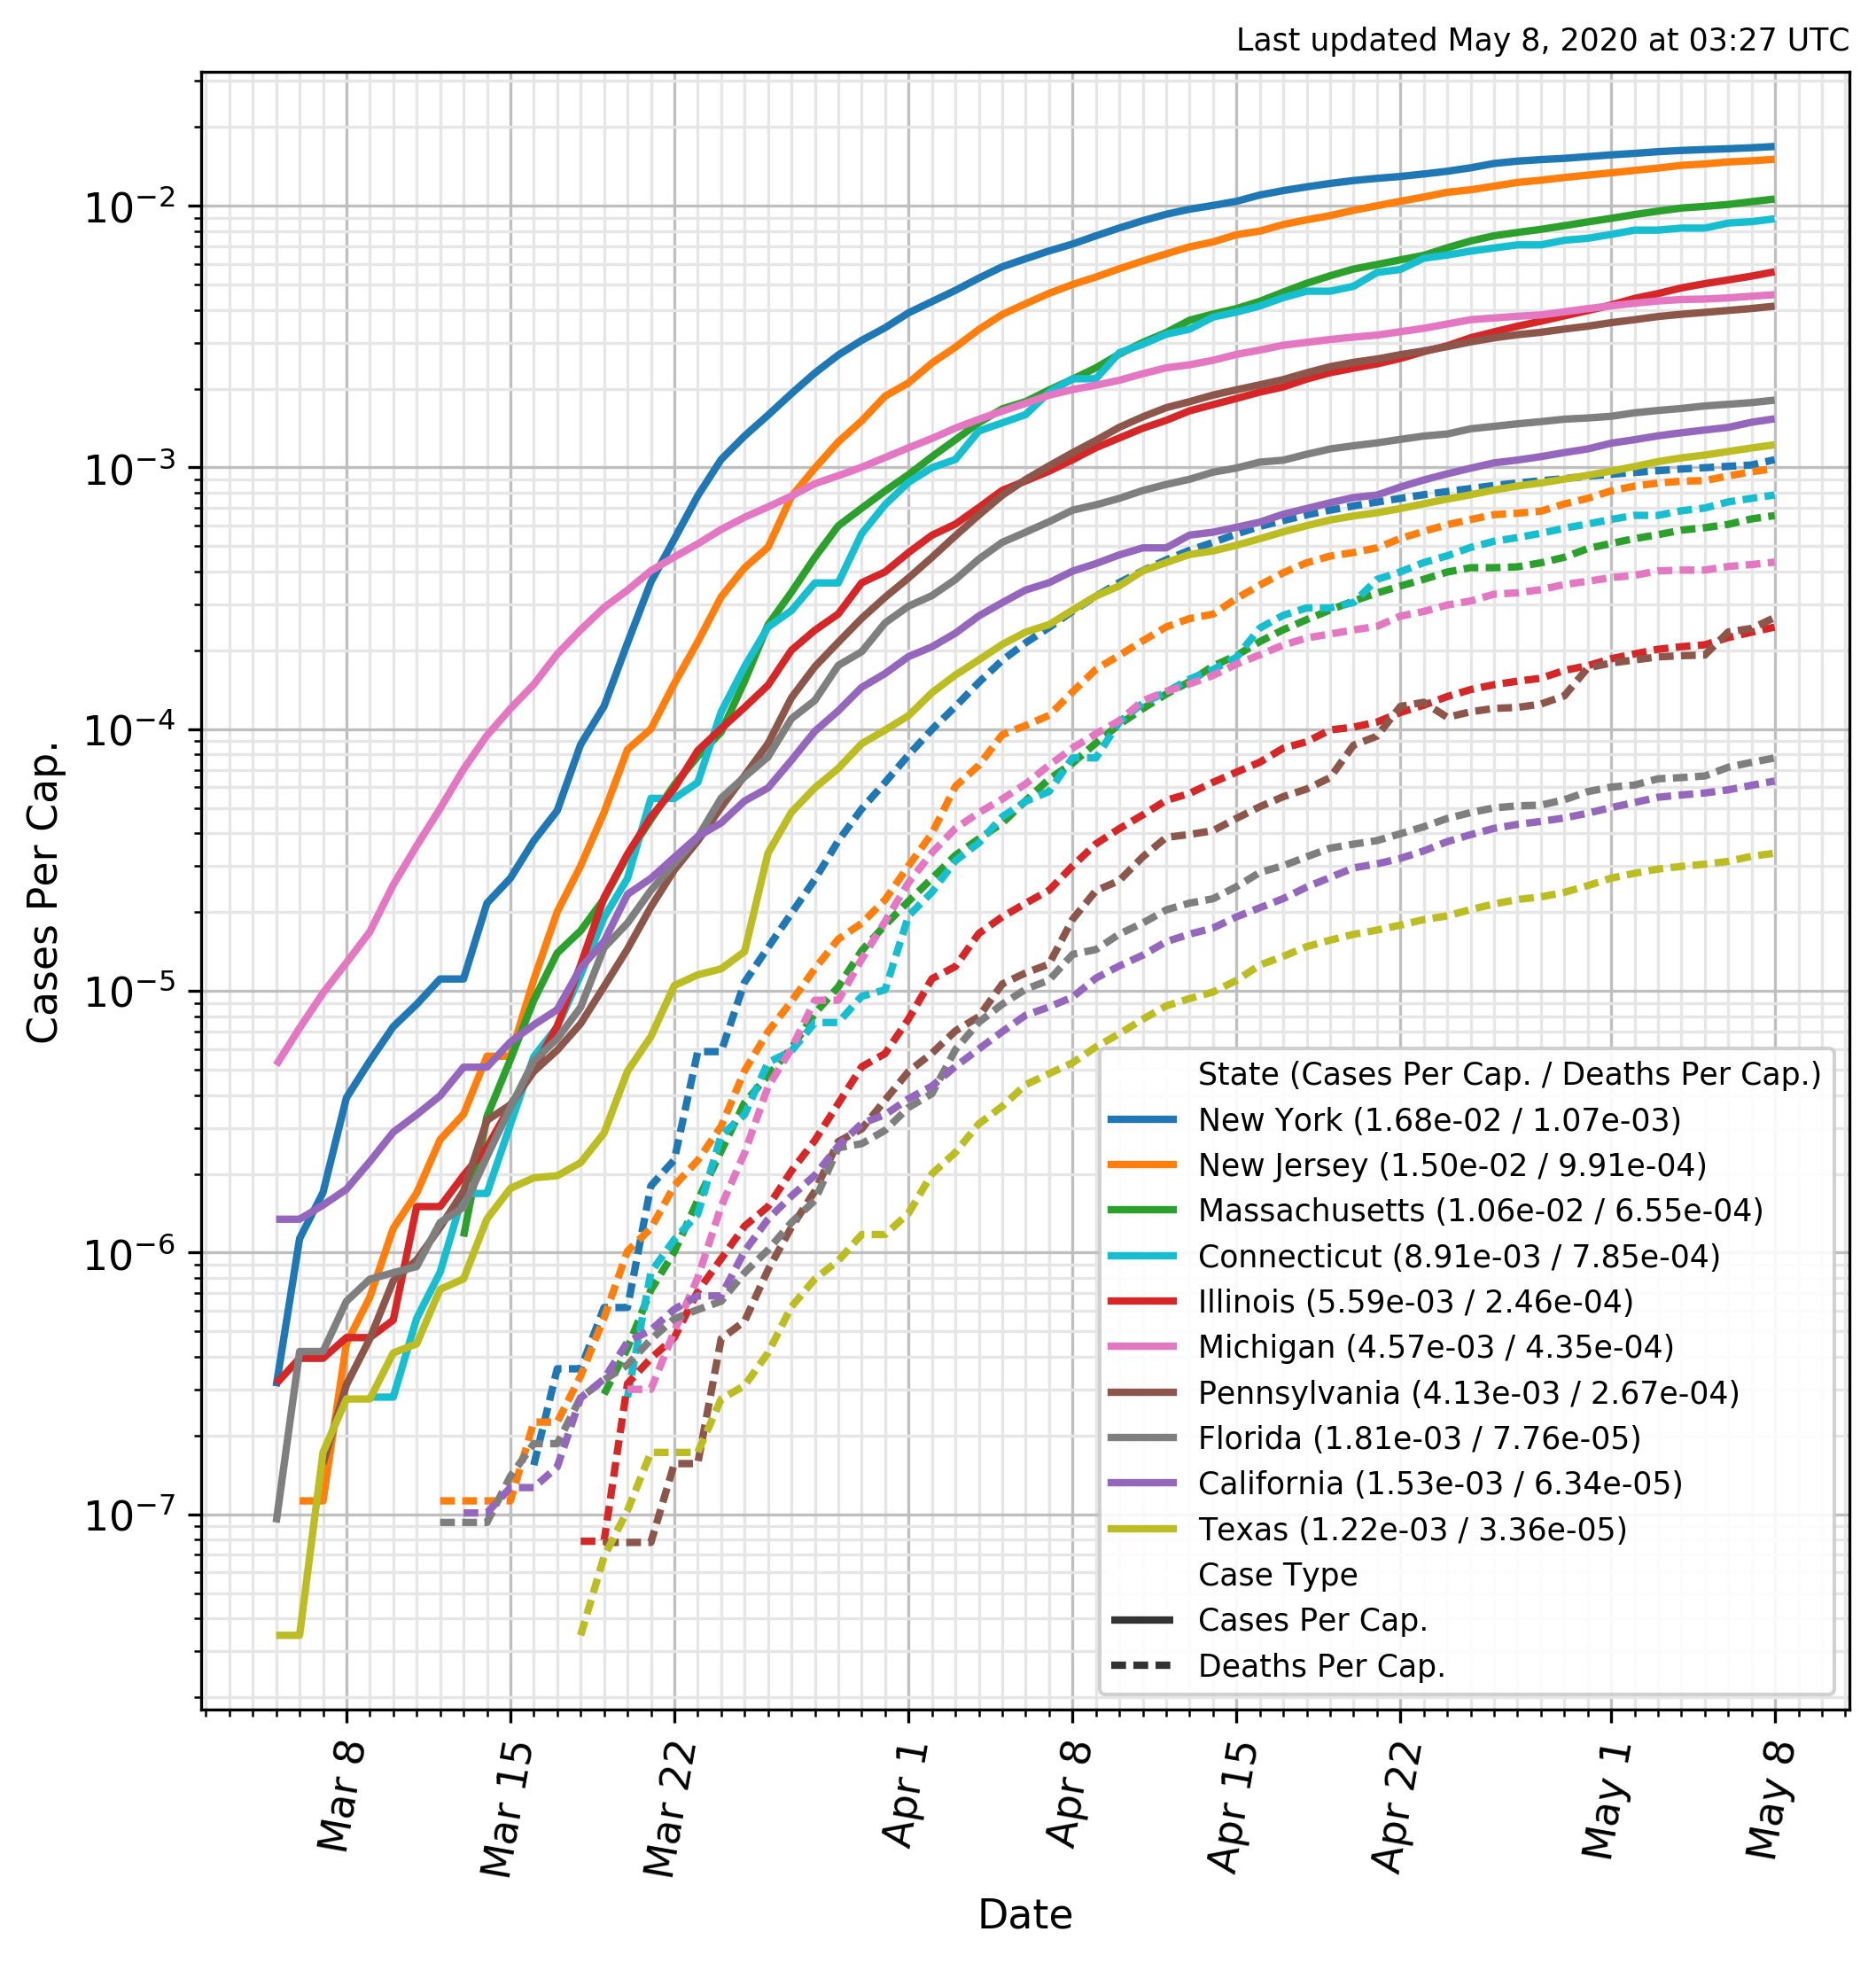 Last updated May 8, 2020 at 03:27 UTC
10⁻²
10⁻³
10⁻⁴
10⁻⁵
10⁻⁶
10⁻⁷
Cases Per Cap.
State (Cases Per Cap. / Deaths Per Cap.)
New York (1.68e-02 / 1.07e-03)
New Jersey (1.50e-02 / 9.91e-04)
Massachusetts (1.06e-02 / 6.55e-04)
Connecticut (8.91e-03 / 7.85e-04)
Illinois (5.59e-03 / 2.46e-04)
Michigan (4.57e-03 / 4.35e-04)
Pennsylvania (4.13e-03 / 2.67e-04)
Florida (1.81e-03 / 7.76e-05)
California (1.53e-03 / 6.34e-05)
Texas (1.22e-03 / 3.36e-05)
Case Type
Cases Per Cap.
Deaths Per Cap.
Mar 8
Mar 15
Mar 22
Apr 1
Apr 8
Apr 15
Apr 22
May 1
May 8
Date